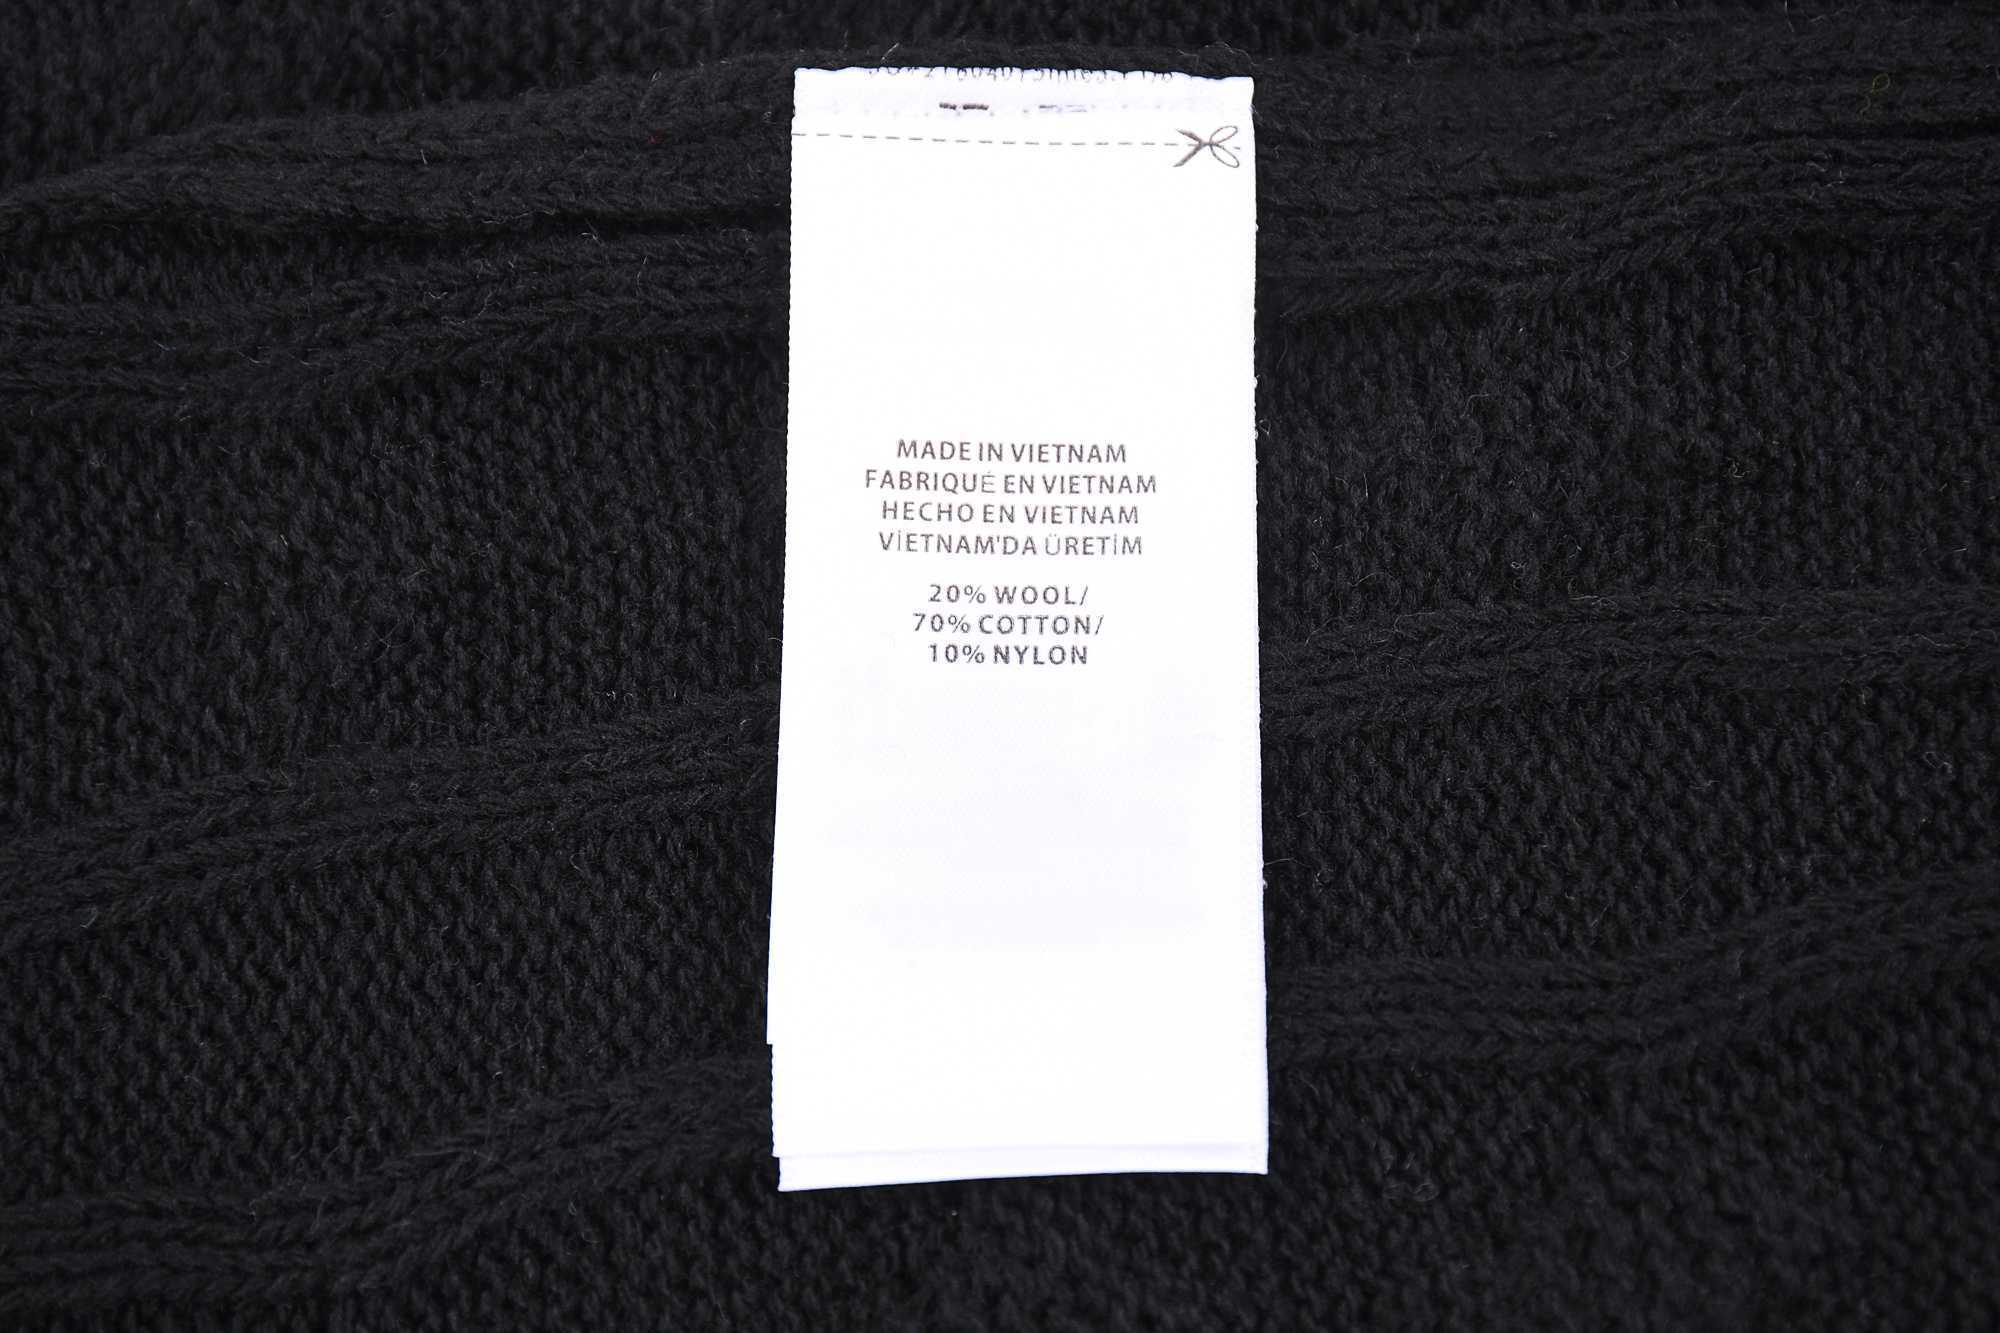 MADE IN VIETNAM
FABRIQUÉ EN VIETNAM
HECHO EN VIETNAM
VİETNAM'DA ÜRETİM
20% WOOL/
70% COTTON/
10% NYLON